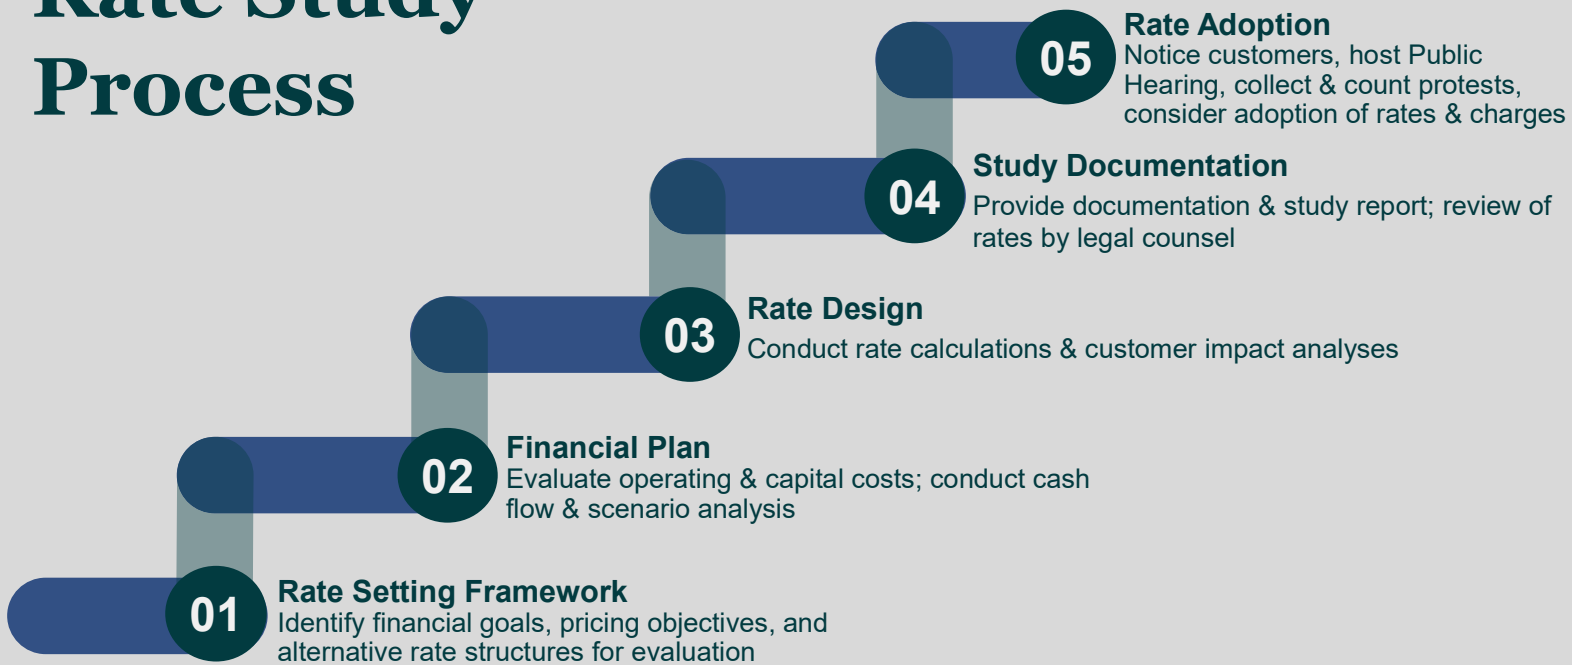 Rate Study
Process
05
Rate Adoption
Notice customers, host Public
Hearing, collect & count protests,
consider adoption of rates & charges
04
Study Documentation
Provide documentation & study report; review of
rates by legal counsel
03
Rate Design
Conduct rate calculations & customer impact analyses
02
Financial Plan
Evaluate operating & capital costs; conduct cash
flow & scenario analysis
01
Rate Setting Framework
Identify financial goals, pricing objectives, and
alternative rate structures for evaluation